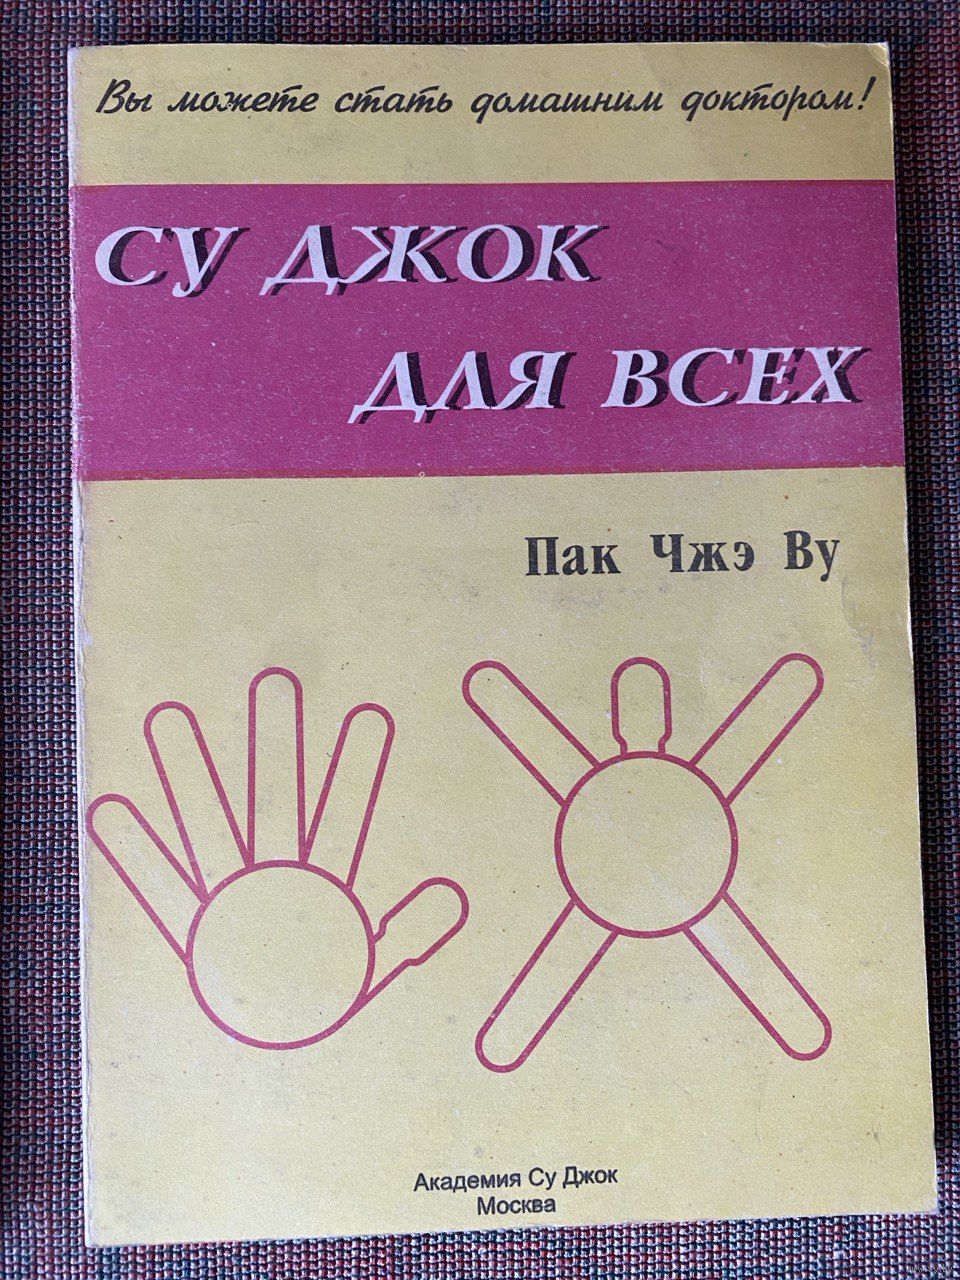 Вы можете стать домашним доктором!
СУ ДЖОК
ДЛЯ ВСЕХ
Пак Чжэ Ву
Академия Су Джок
Москва